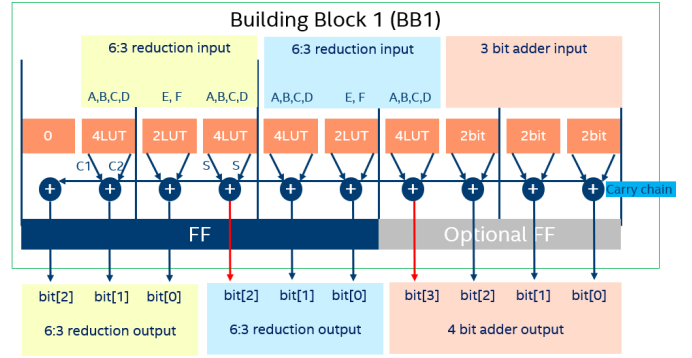 Building Block 1 (BB1)
6:3 reduction input
6:3 reduction input
3 bit adder input
A,B,C,D
E, F
A,B,C,D
A,B,C,D
E, F
A,B,C,D
0
4LUT
2LUT
4LUT
4LUT
2LUT
4LUT
2bit
2bit
2bit
C1
C2
S
S
+
+
+
+
+
+
+
+
+
+
Carry chain
FF
Optional FF
bit[2]
bit[1]
bit[0]
bit[2]
bit[1]
bit[0]
bit[3]
bit[2]
bit[1]
bit[0]
6:3 reduction output
6:3 reduction output
4 bit adder output